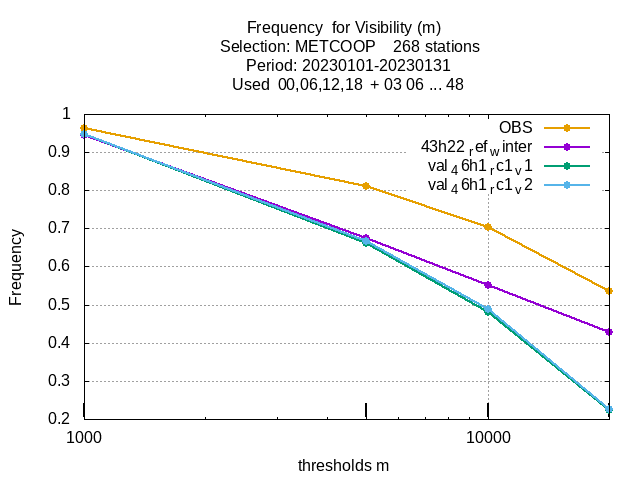 Frequency  for Visibility (m)
Selection: METCOOP    268 stations
Period: 20230101-20230131
Used  00,06,12,18  + 03 06 ... 48
OBS
43h22_ref_winter
val_46h1_rc1_v1
val_46h1_rc1_v2
1
0.9
0.8
0.7
0.6
0.5
0.4
0.3
0.2
Frequency
1000
10000
thresholds m